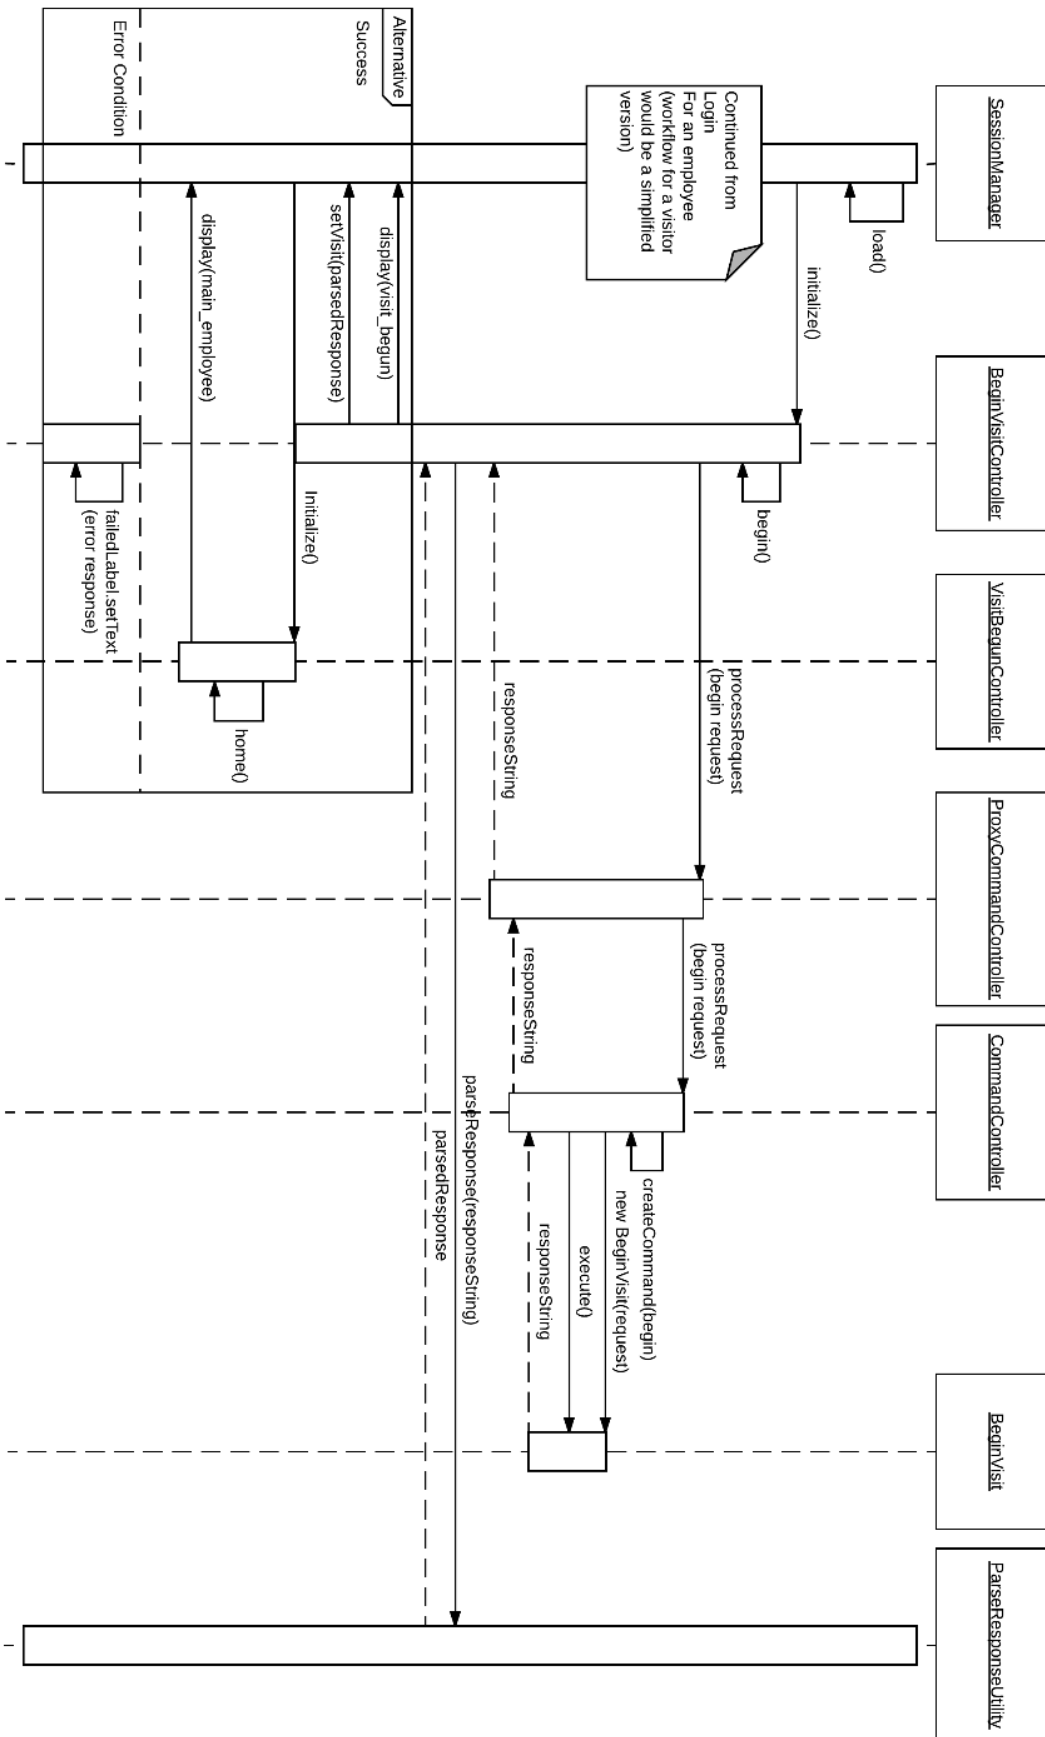 SessionManager
BeginVisitController
VisitBegunController
ProxyCommandController
CommandController
BeginVisit
ParseResponseUtility
load()
initialize()
begin()
Continued from
Login
For an employee
(workflow for a visitor
would be a simplified
version)
processRequest
(begin request)
processRequest
(begin request)
createCommand(begin)
new BeginVisit(request)
execute()
responseString
responseString
responseString
parseResponse(responseString)
parsedResponse
Alternative
Success
display(visit_begun)
setVisit(parsedResponse)
Initialize()
home()
display(main_employee)
Error Condition
failedLabel.setText
(error response)